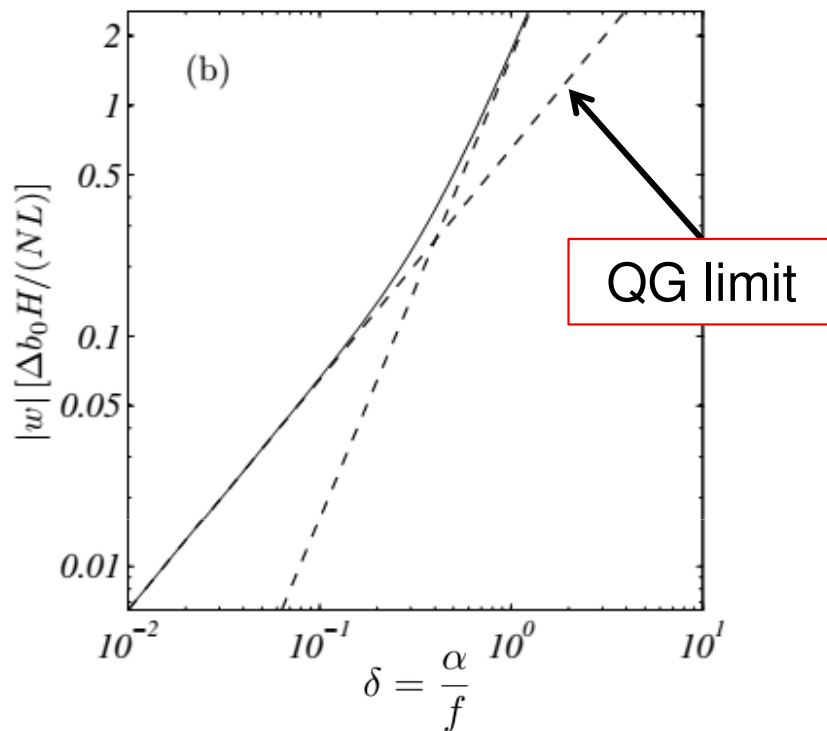 (b)
2
1
0.5
0.1
0.05
0.01
|w| [Δb₀H/(NL)]
QG limit
10⁻² 10⁻¹ 10⁰ 10¹
δ = α/f